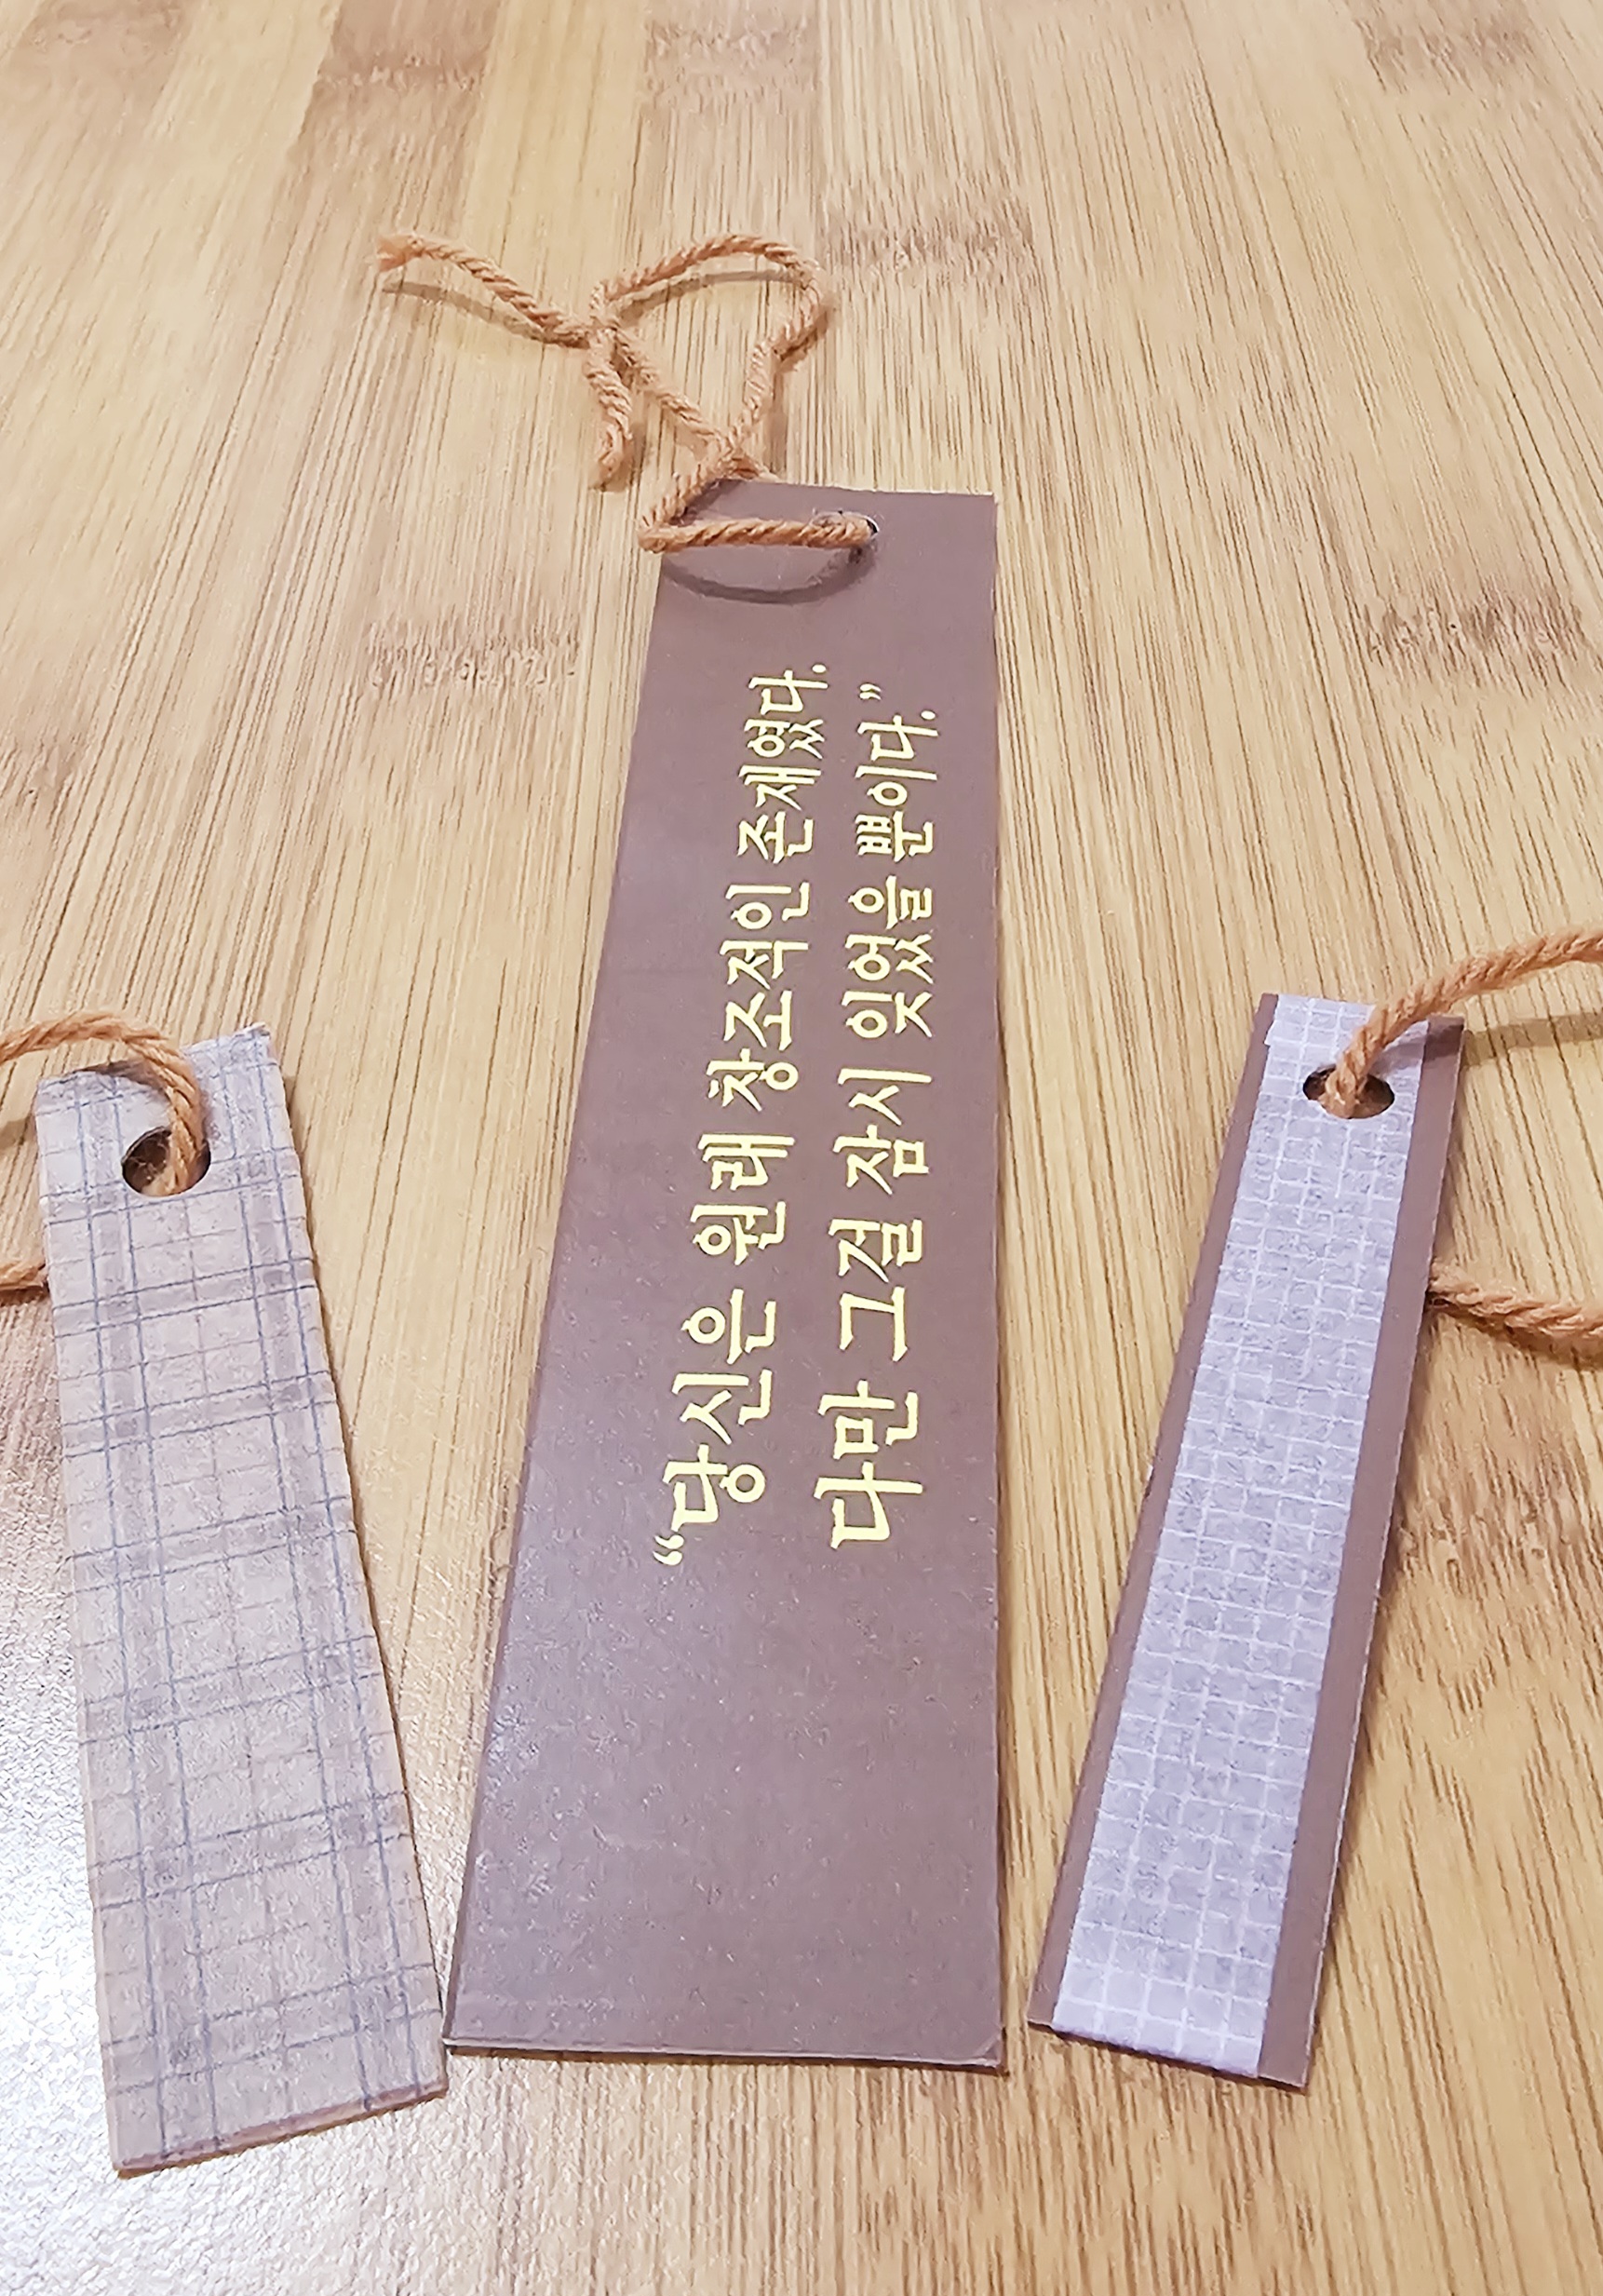 “당신은 원래 창조적인 존재였다.
다만 그걸 잠시 잊었을 뿐이다.”